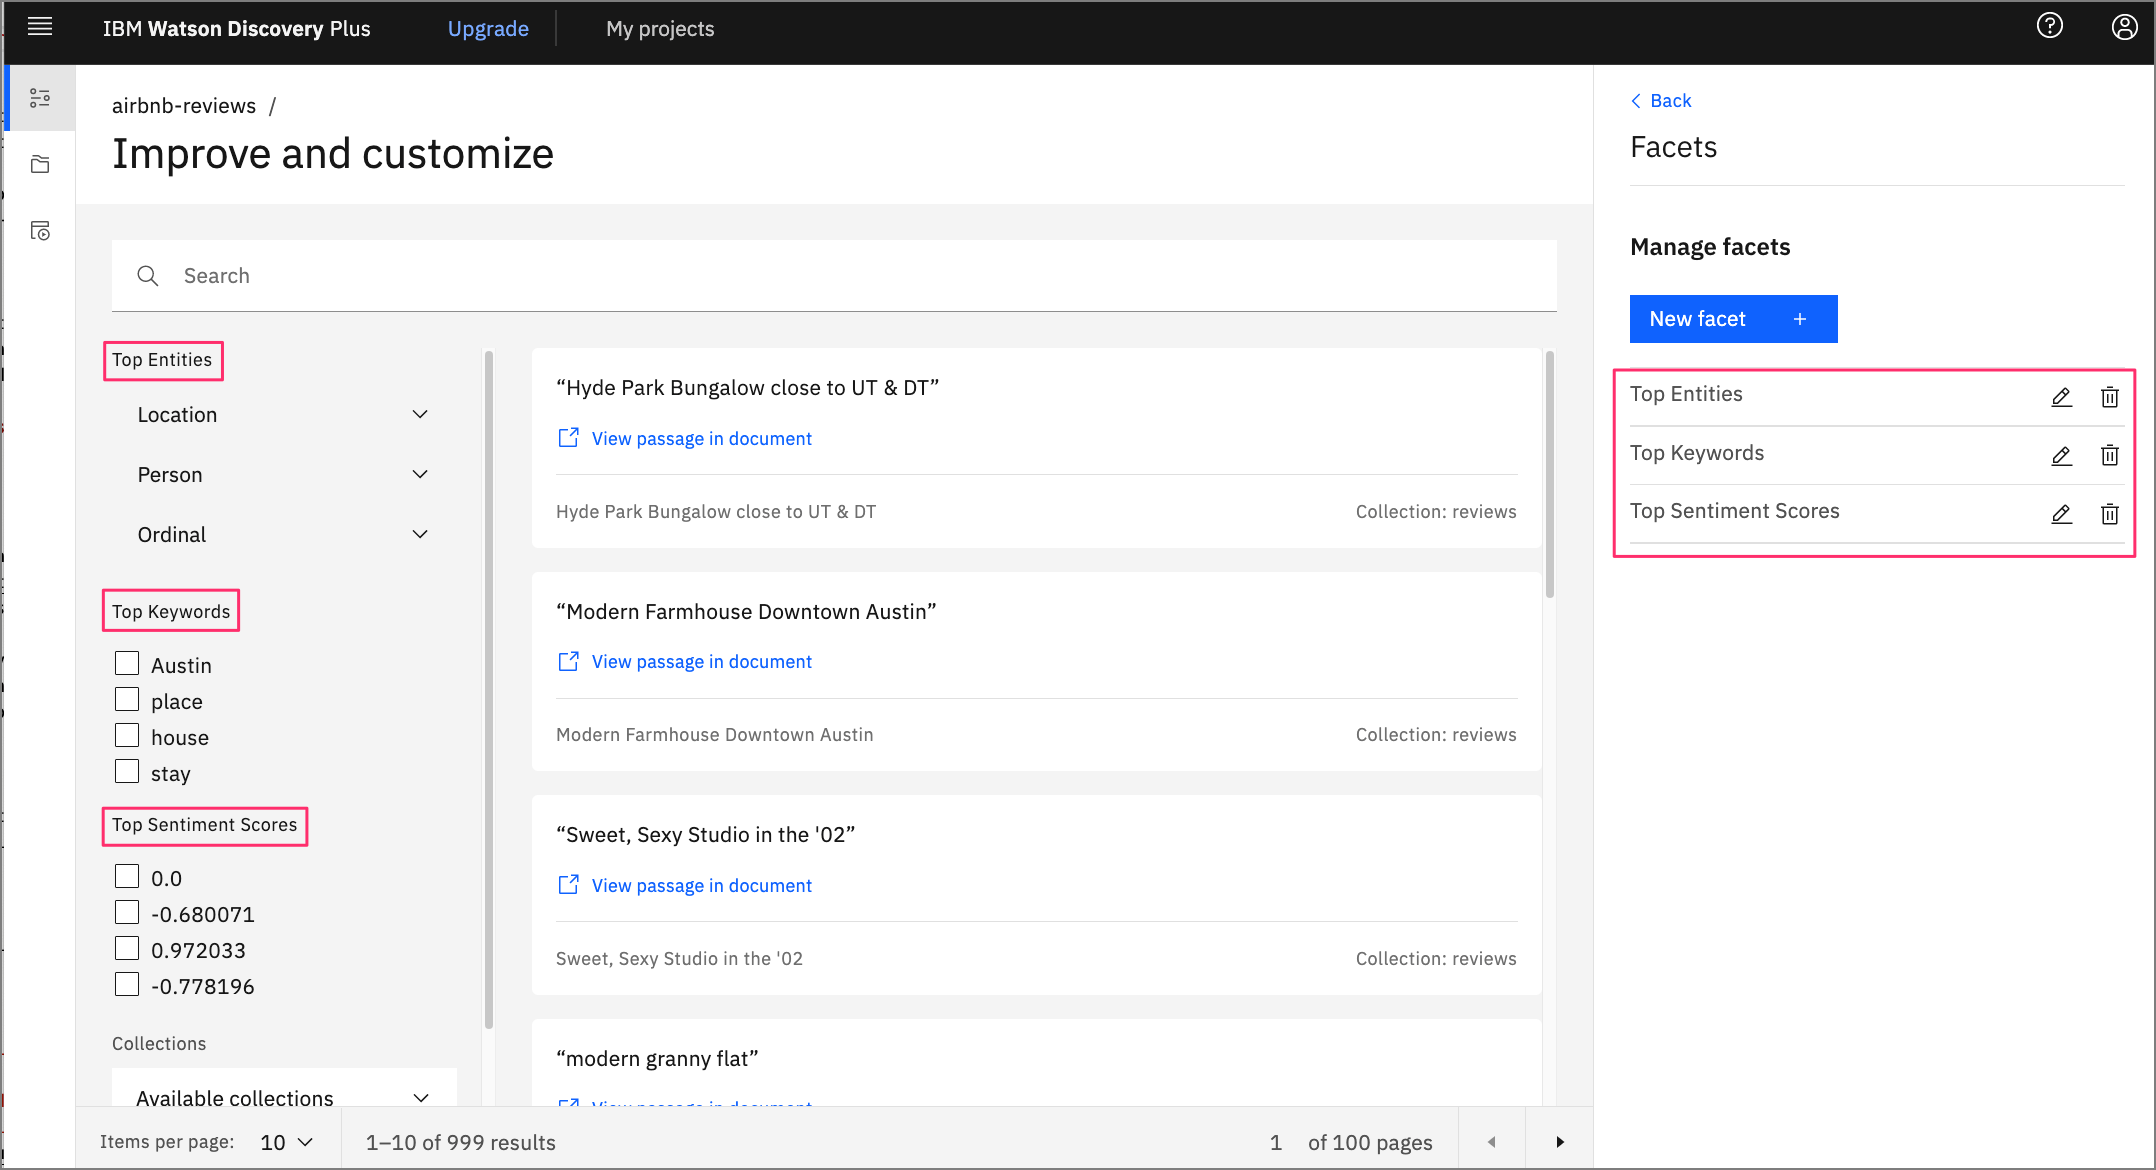 IBM Watson Discovery Plus
Upgrade
My projects
airbnb-reviews /
Improve and customize
Search
Top Entities
Location
Person
Ordinal
Top Keywords
Austin
place
house
stay
Top Sentiment Scores
0.0
-0.680071
0.972033
-0.778196
Collections
Available collections
“Hyde Park Bungalow close to UT & DT”
View passage in document
Hyde Park Bungalow close to UT & DT
Collection: reviews
“Modern Farmhouse Downtown Austin”
View passage in document
Modern Farmhouse Downtown Austin
Collection: reviews
“Sweet, Sexy Studio in the '02”
View passage in document
Sweet, Sexy Studio in the '02
Collection: reviews
“modern granny flat”
View passage in document
Items per page: 10
1–10 of 999 results
1 of 100 pages
Back
Facets
Manage facets
New facet +
Top Entities
Top Keywords
Top Sentiment Scores